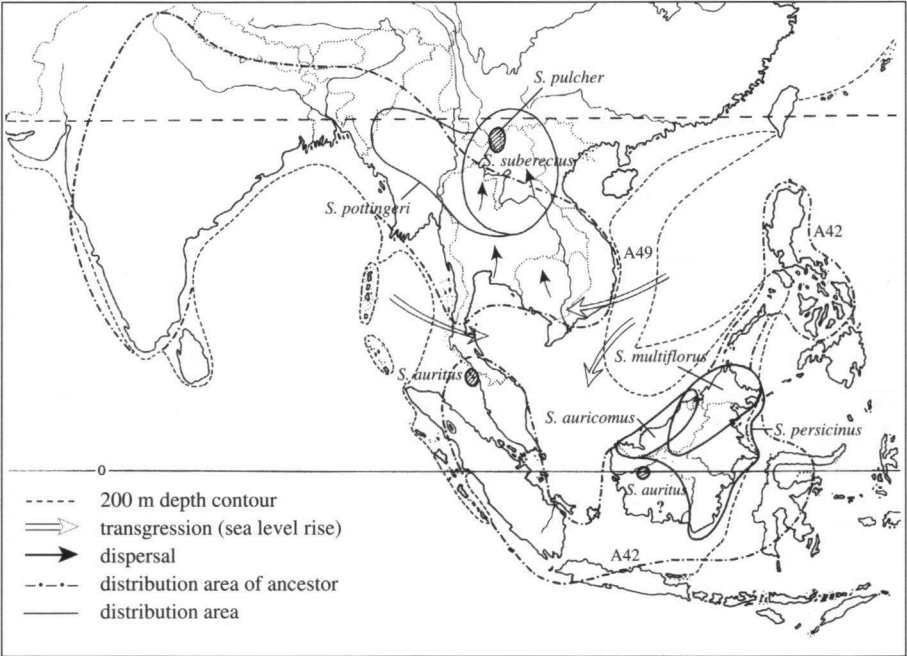 S. pulcher
S. suberectus
S. pottingeri
A49
A42
S. multiflorus
S. auritus
S. auricomus
S. persicinus
0
S. auritus
?
A42
200 m depth contour
transgression (sea level rise)
dispersal
distribution area of ancestor
distribution area